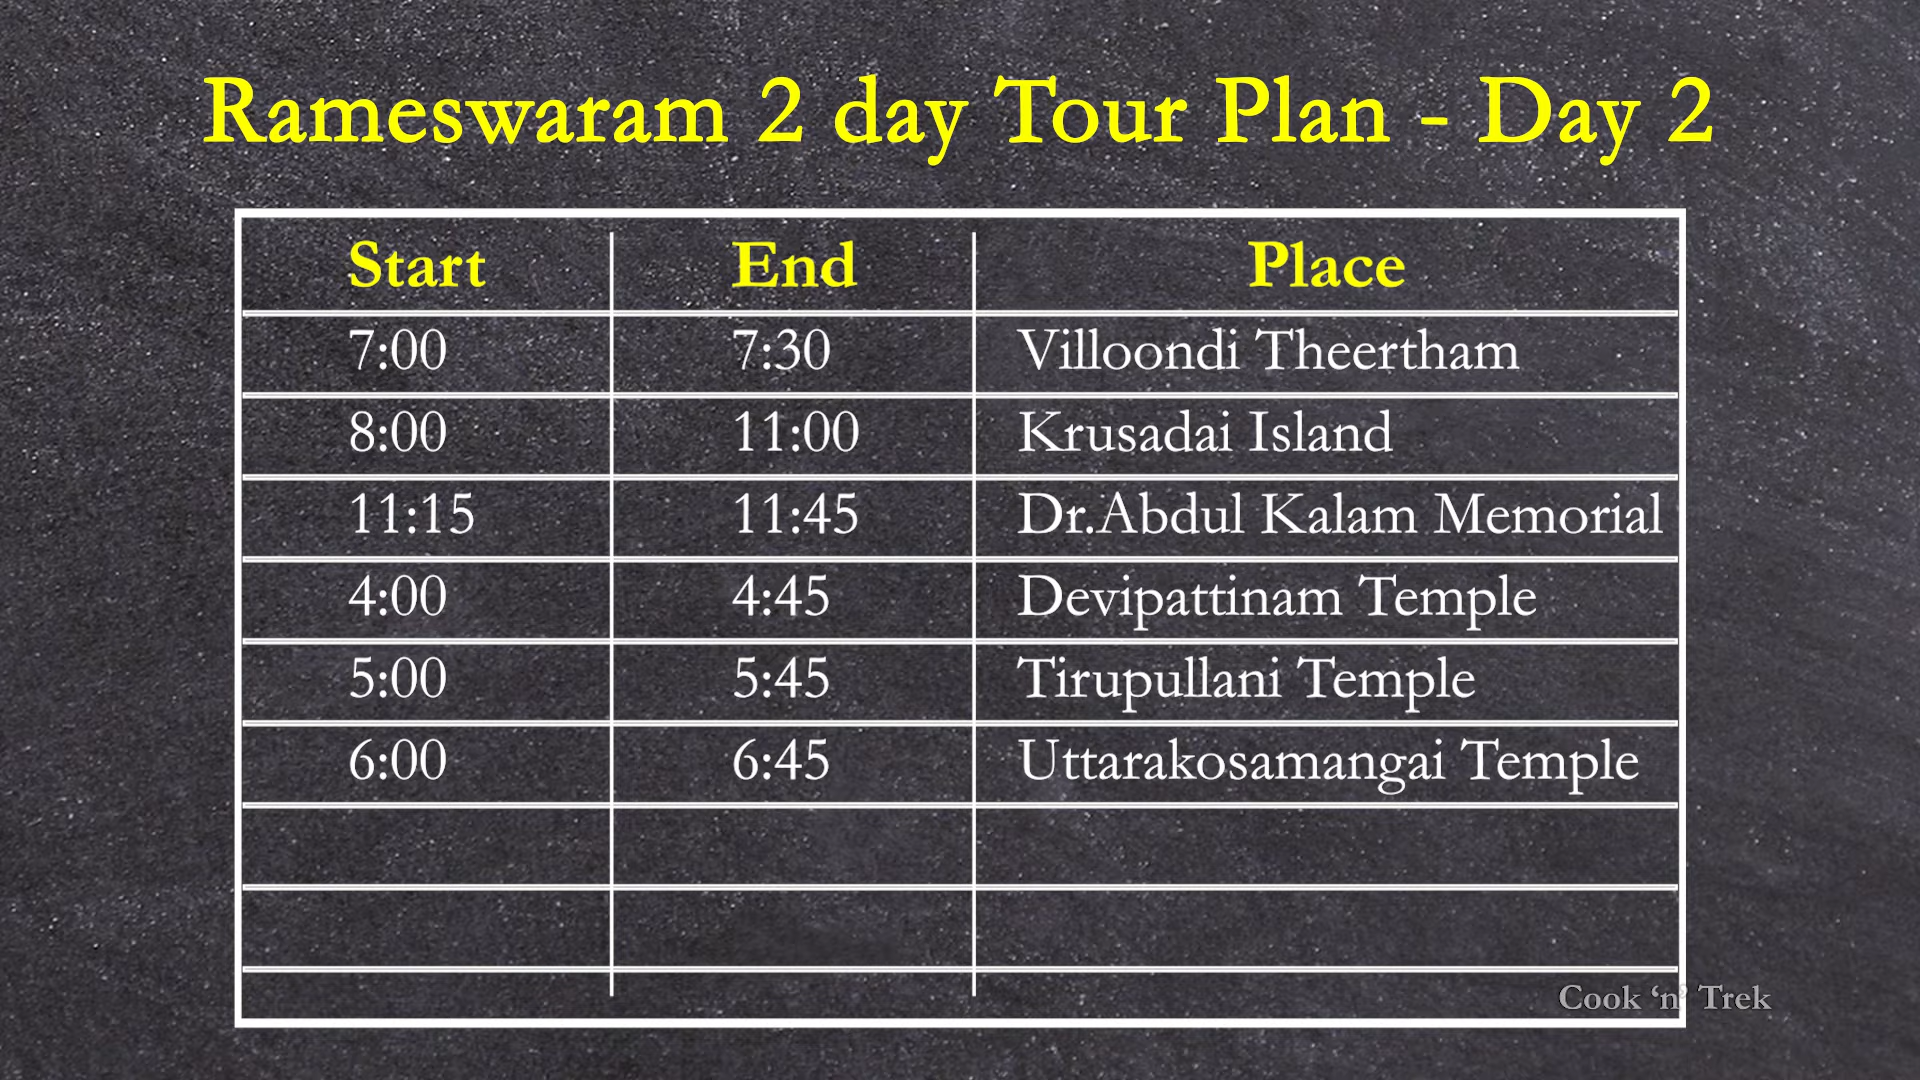 Rameswaram 2 day Tour Plan - Day 2
Start End Place
7:00 7:30 Villoondi Theertham
8:00 11:00 Krusadai Island
11:15 11:45 Dr.Abdul Kalam Memorial
4:00 4:45 Devipattinam Temple
5:00 5:45 Tirupullani Temple
6:00 6:45 Uttarakosamangai Temple
Cook ‘n’ Trek